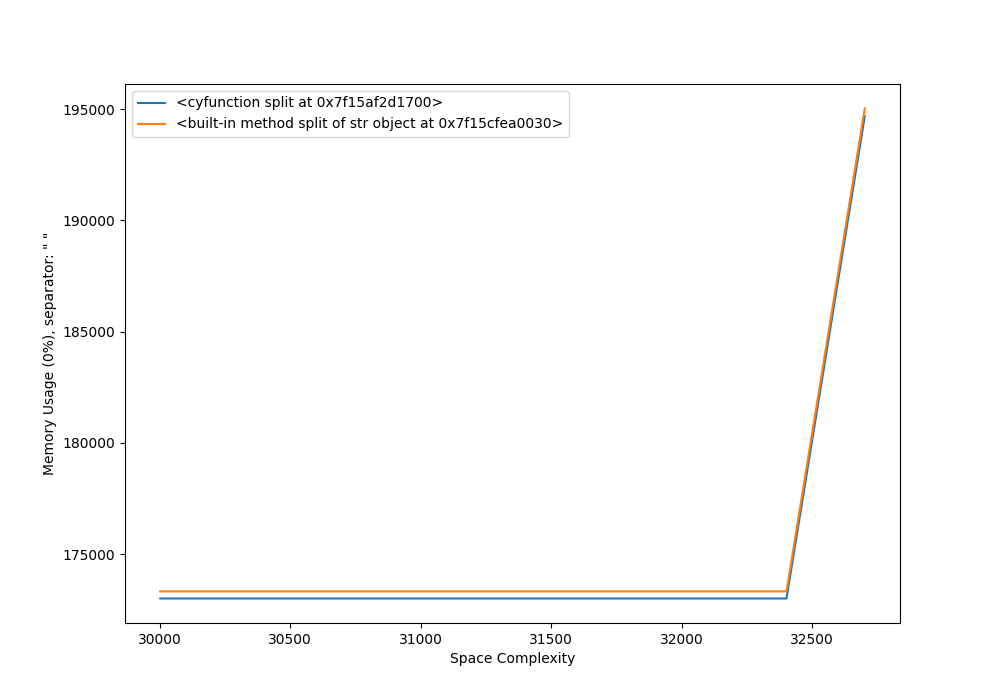 <cyfunction split at 0x7f15af2d1700>
<built-in method split of str object at 0x7f15cfea0030>
195000
190000
185000
180000
175000
Memory Usage (0%), separator: " "
30000 30500 31000 31500 32000 32500
Space Complexity